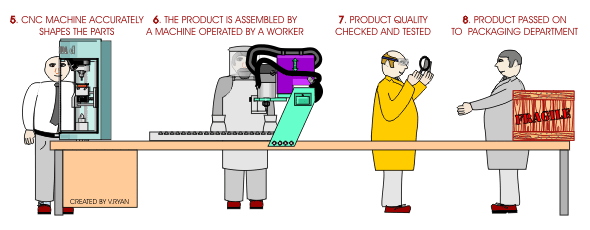 5. CNC MACHINE ACCURATELY
SHAPES THE PARTS
6. THE PRODUCT IS ASSEMBLED BY
A MACHINE OPERATED BY A WORKER
7. PRODUCT QUALITY
CHECKED AND TESTED
8. PRODUCT PASSED ON
TO PACKAGING DEPARTMENT
FRAGILE
CREATED BY V.RYAN